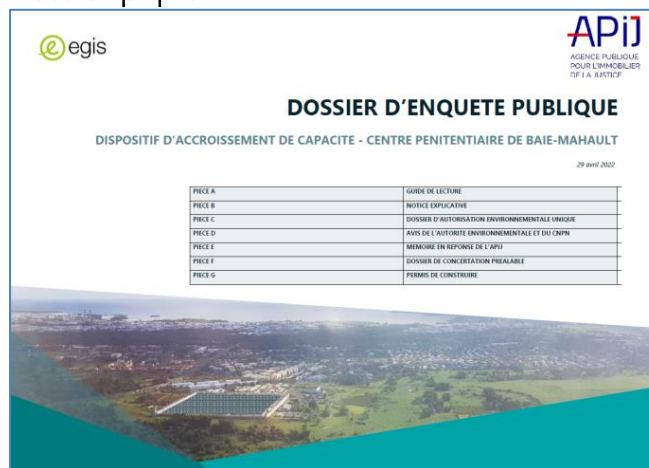 egis
APIJ
AGENCE PUBLIQUE
POUR L'IMMOBILIER
DE LA JUSTICE
DOSSIER D'ENQUETE PUBLIQUE
DISPOSITIF D'ACCROISSEMENT DE CAPACITE - CENTRE PENITENTIAIRE DE BAIE-MAHAULT
29 avril 2022
PIECE A GUIDE DE LECTURE
PIECE B NOTICE EXPLICATIVE
PIECE C DOSSIER D'AUTORISATION ENVIRONNEMENTALE UNIQUE
PIECE D AVIS DE L'AUTORITE ENVIRONNEMENTALE ET DU CNPN
PIECE E MEMOIRE EN REPONSE DE L'APIJ
PIECE F DOSSIER DE CONCERTATION PREALABLE
PIECE G PERMIS DE CONSTRUIRE